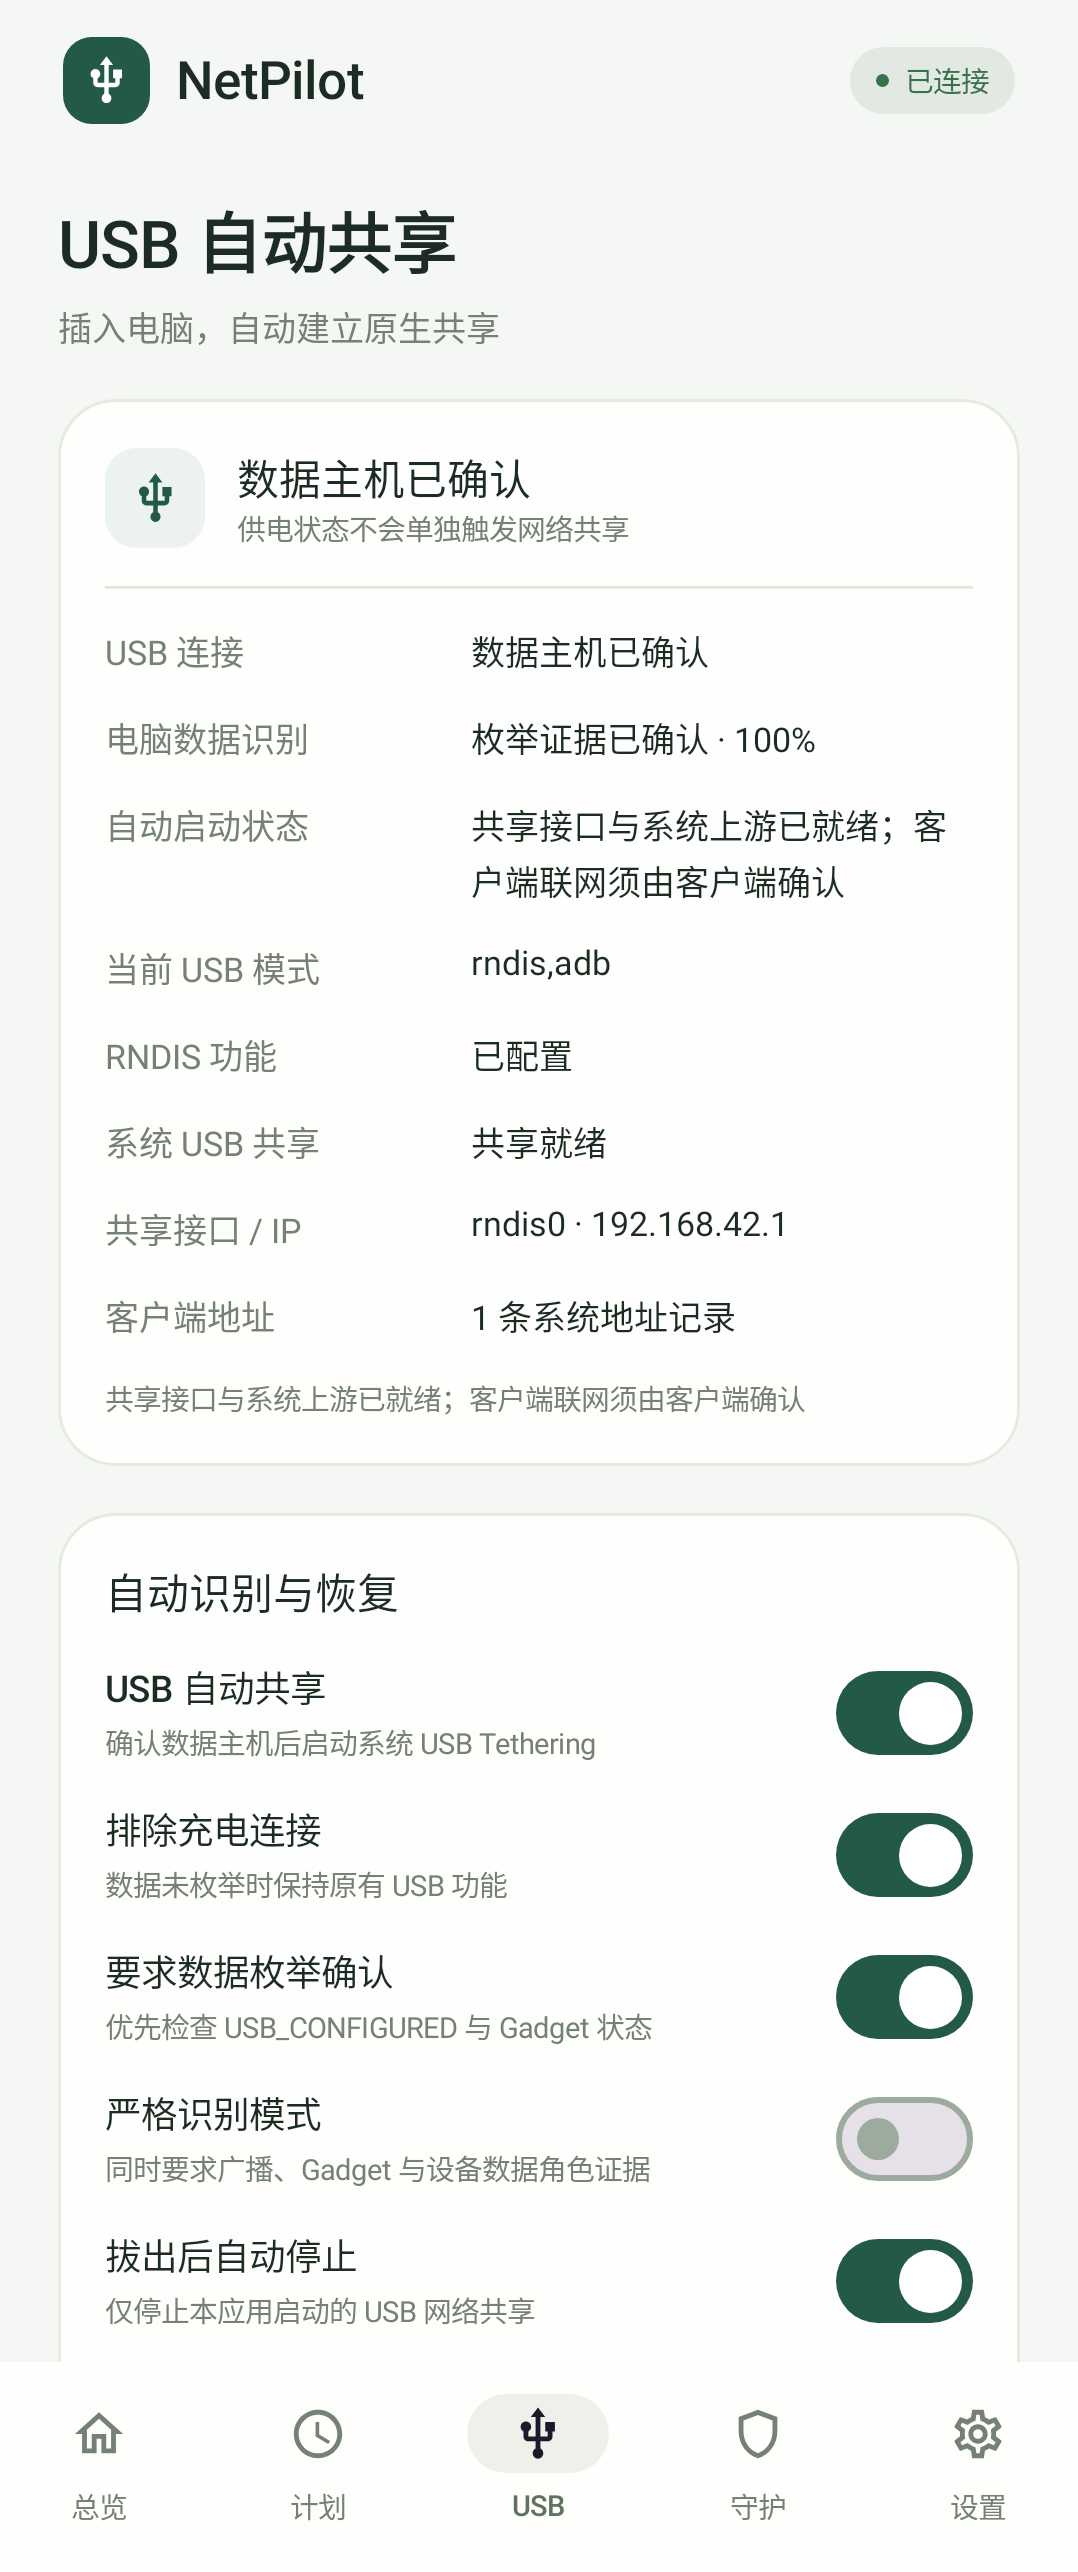 NetPilot
已连接
USB 自动共享
插入电脑，自动建立原生共享
数据主机已确认
供电状态不会单独触发网络共享
USB 连接
数据主机已确认
电脑数据识别
枚举证据已确认 · 100%
自动启动状态
共享接口与系统上游已就绪；客
户端联网须由客户端确认
当前 USB 模式
rndis,adb
RNDIS 功能
已配置
系统 USB 共享
共享就绪
共享接口 / IP
rndis0 · 192.168.42.1
客户端地址
1 条系统地址记录
共享接口与系统上游已就绪；客户端联网须由客户端确认
自动识别与恢复
USB 自动共享
确认数据主机后启动系统 USB Tethering
排除充电连接
数据未枚举时保持原有 USB 功能
要求数据枚举确认
优先检查 USB_CONFIGURED 与 Gadget 状态
严格识别模式
同时要求广播、Gadget 与设备数据角色证据
拔出后自动停止
仅停止本应用启动的 USB 网络共享
总览
计划
USB
守护
设置